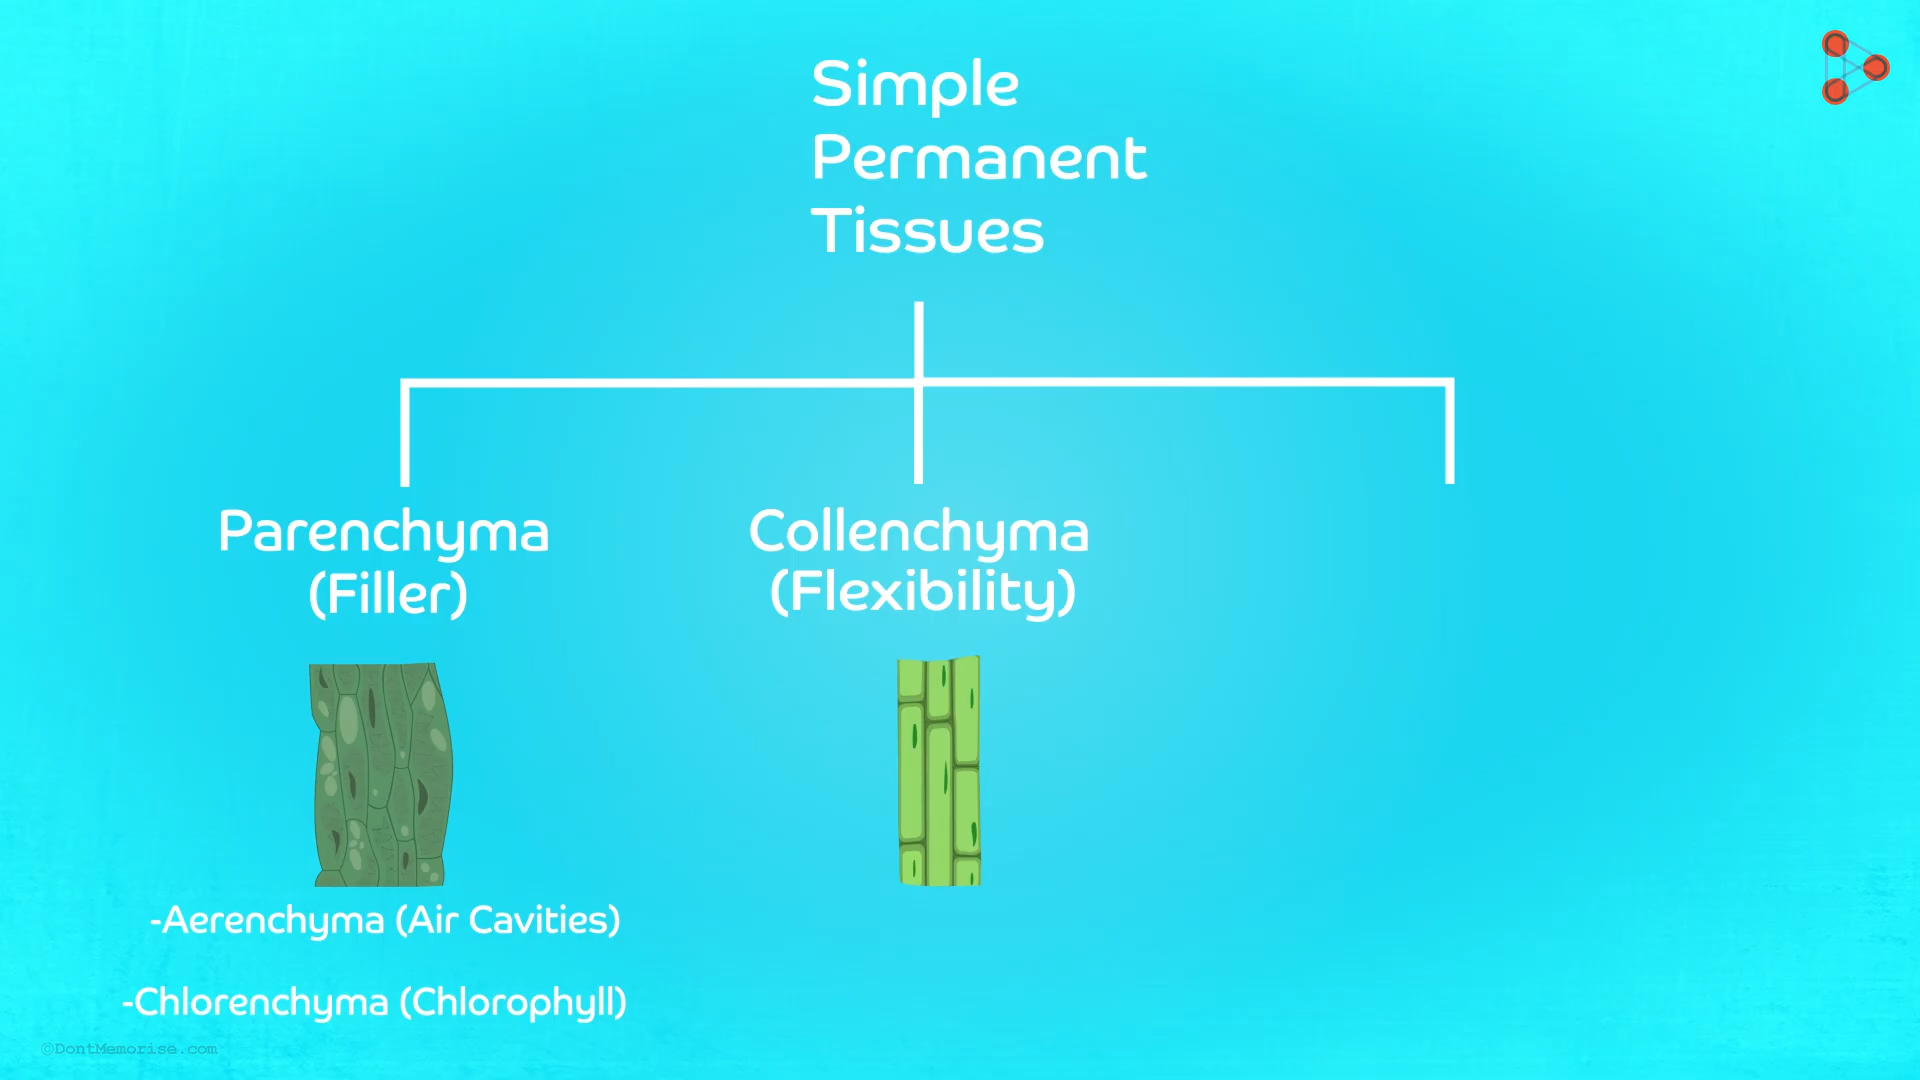 Simple
Permanent
Tissues
Parenchyma
(Filler)
Collenchyma
(Flexibility)
-Aerenchyma (Air Cavities)
-Chlorenchyma (Chlorophyll)
©DontMemorise.com